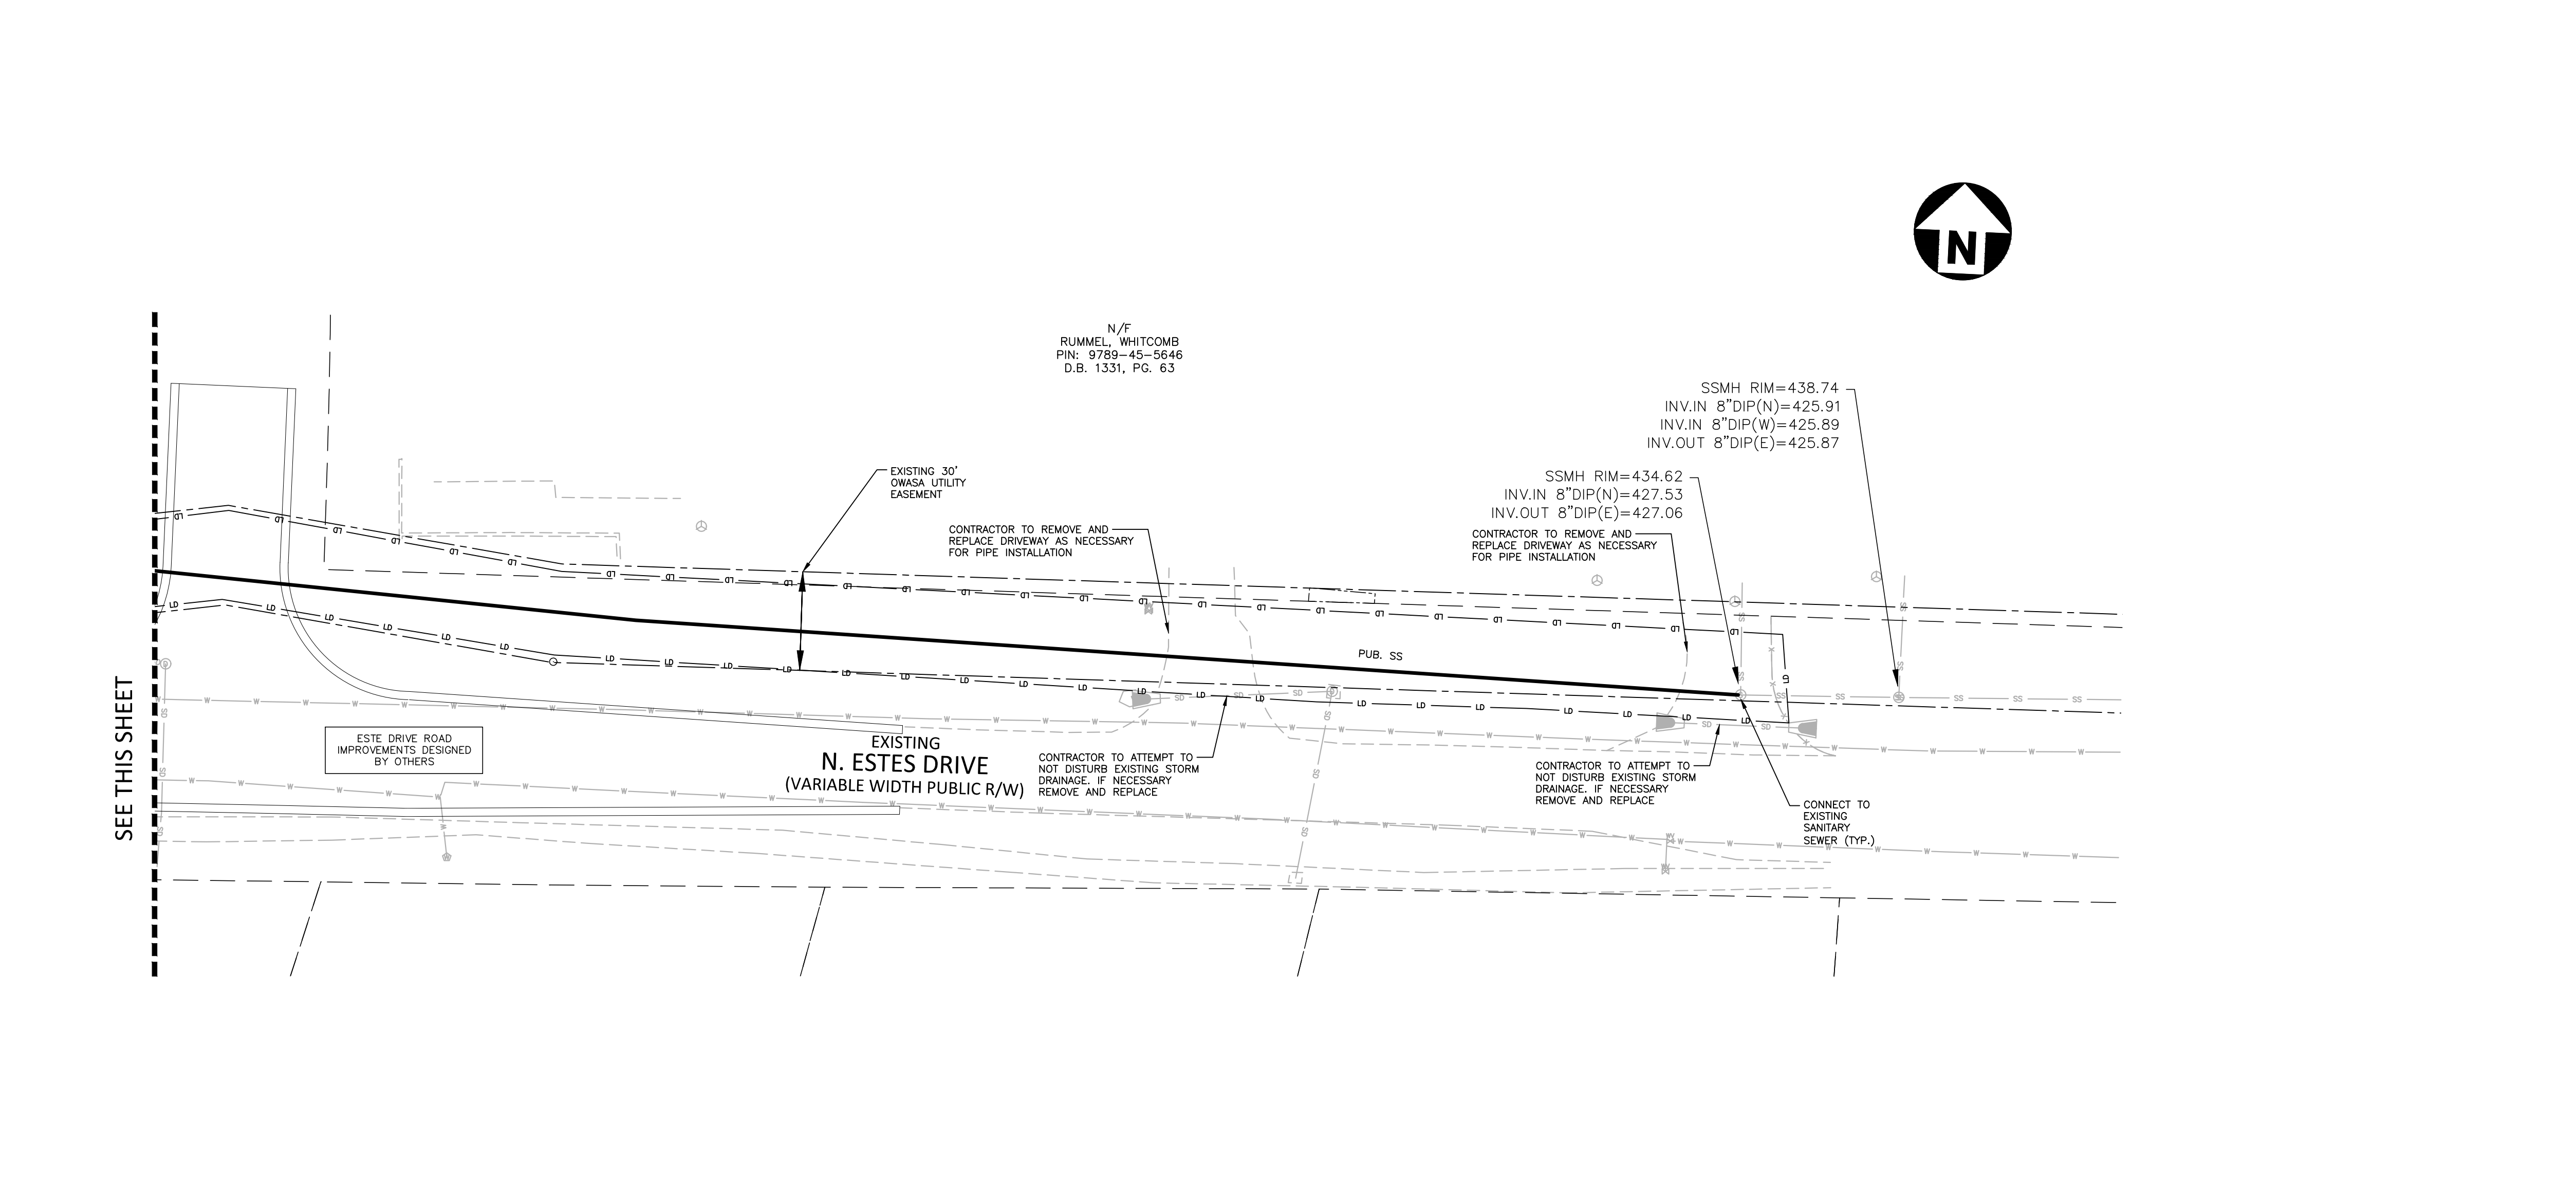 N
N/F
RUMMEL, WHITCOMB
PIN: 9789-45-5646
D.B. 1331, PG. 63
SSMH RIM=438.74
INV.IN 8"DIP(N)=425.91
INV.IN 8"DIP(W)=425.89
INV.OUT 8"DIP(E)=425.87
EXISTING 30'
OWASA UTILITY
EASEMENT
SSMH RIM=434.62
INV.IN 8"DIP(N)=427.53
INV.OUT 8"DIP(E)=427.06
CONTRACTOR TO REMOVE AND
REPLACE DRIVEWAY AS NECESSARY
FOR PIPE INSTALLATION
CONTRACTOR TO REMOVE AND
REPLACE DRIVEWAY AS NECESSARY
FOR PIPE INSTALLATION
PUB. SS
SEE THIS SHEET
ESTE DRIVE ROAD
IMPROVEMENTS DESIGNED
BY OTHERS
EXISTING
N. ESTES DRIVE
(VARIABLE WIDTH PUBLIC R/W)
CONTRACTOR TO ATTEMPT TO
NOT DISTURB EXISTING STORM
DRAINAGE. IF NECESSARY
REMOVE AND REPLACE
CONTRACTOR TO ATTEMPT TO
NOT DISTURB EXISTING STORM
DRAINAGE. IF NECESSARY
REMOVE AND REPLACE
CONNECT TO
EXISTING
SANITARY
SEWER (TYP.)